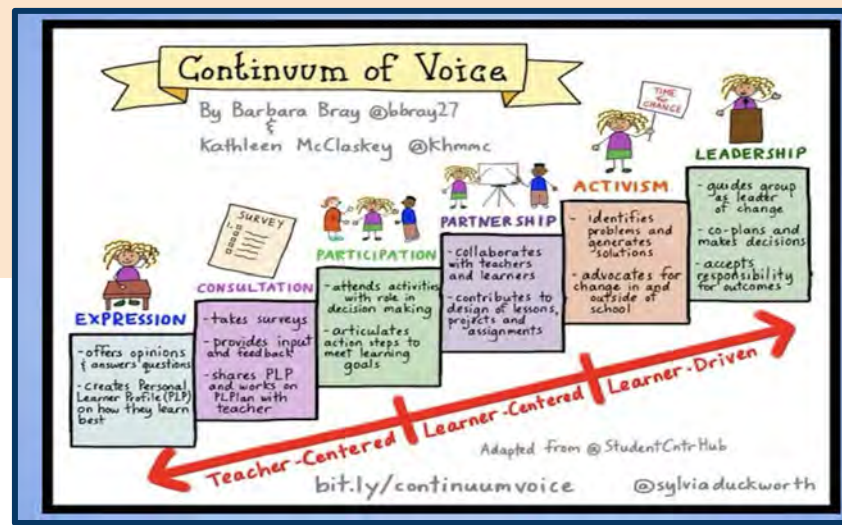 Continuum of Voice
By Barbara Bray @bbray27
&
Kathleen McClaskey @khmmc
EXPRESSION
- offers opinions
& answers questions
- creates Personal
Learner Profile (PLP)
on how they learn
best
SURVEY
CONSULTATION
- takes surveys
- provides input
and feedback
- shares PLP
and works on
PLPlan with
teacher
PARTICIPATION
- attends activities
with role in
decision making
- articulates
action steps to
meet learning
goals
PARTNERSHIP
- collaborates
with teachers
and learners
- contributes to
design of lessons,
projects and
assignments
TIME
for
CHANGE
ACTIVISM
- identifies
problems and
generates
solutions
- advocates for
change in and
outside of
school
LEADERSHIP
- guides group
as leader
of change
- co-plans and
makes decisions
- accepts
responsibility
for outcomes
Teacher-Centered
Learner-Centered
Learner-Driven
Adapted from @StudentCntrHub
bit.ly/continuumvoice
@sylviaduckworth